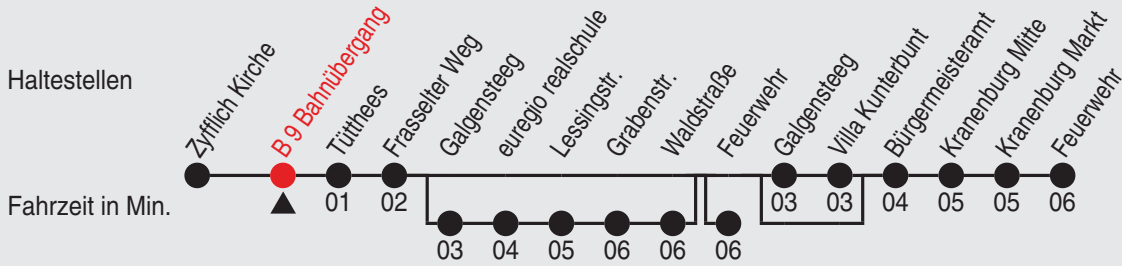 Haltestellen
Zyfflich Kirche
B 9 Bahnübergang
Tütthees
Frasselter Weg
Galgensteeg
euregio realschule
Lessingstr.
Grabenstr.
Waldstraße
Feuerwehr
Galgensteeg
Villa Kunterbunt
Bürgermeisteramt
Kranenburg Mitte
Kranenburg Markt
Feuerwehr
Fahrzeit in Min.
01 02 03 03 04 05 05 06
03 04 05 06 06 06